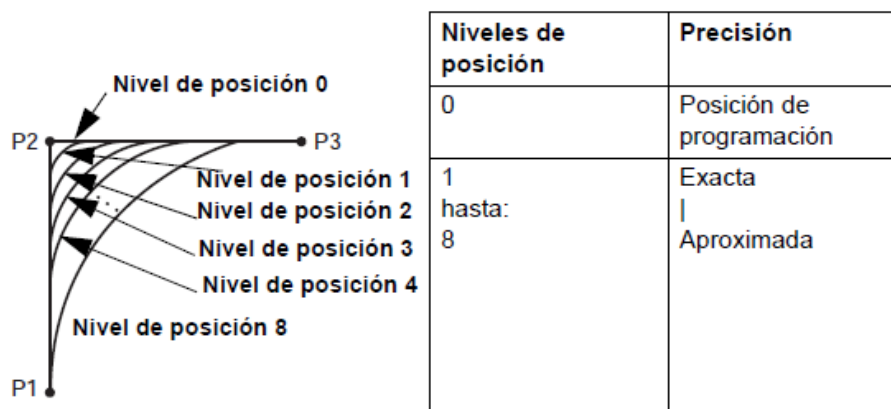 Nivel de posición 0
P2
P3
Nivel de posición 1
Nivel de posición 2
Nivel de posición 3
Nivel de posición 4
Nivel de posición 8
P1
Niveles de posición
Precisión
0
Posición de programación
1
hasta:
8
Exacta
|
Aproximada